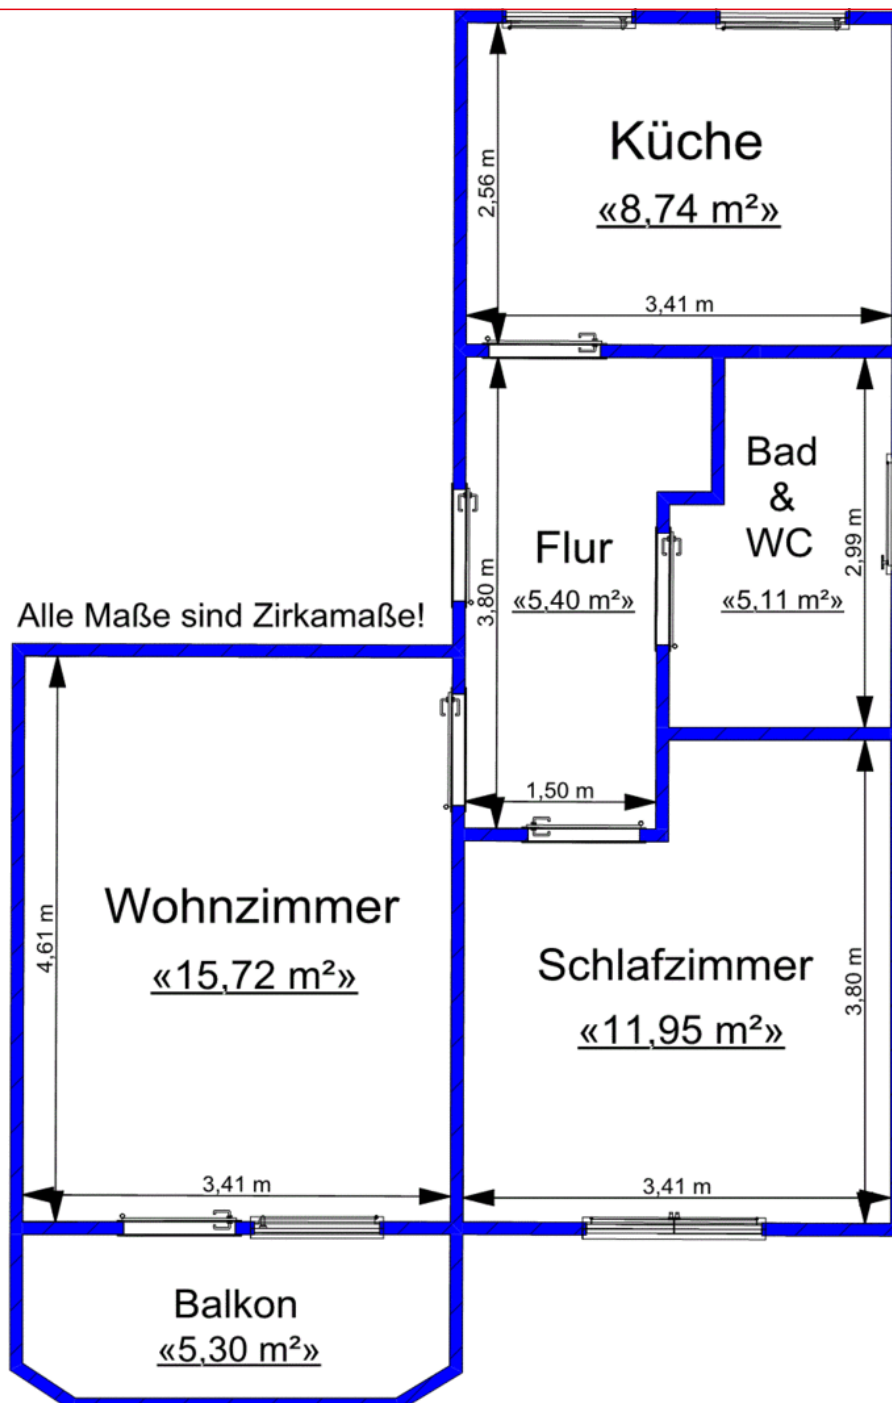 Küche
«8,74 m²»
2,56 m
3,41 m
Bad
&
WC
«5,11 m²»
2,99 m
Flur
«5,40 m²»
3,80 m
1,50 m
Alle Maße sind Zirkamaße!
Wohnzimmer
«15,72 m²»
4,61 m
3,41 m
Schlafzimmer
«11,95 m²»
3,80 m
3,41 m
Balkon
«5,30 m²»